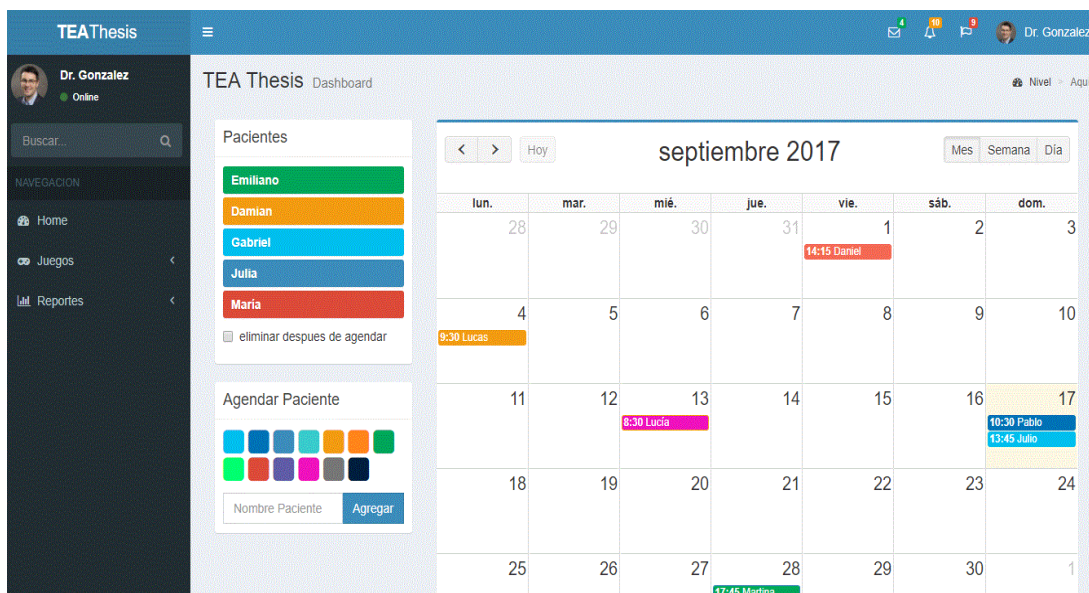 TEAThesis
4
10
9
Dr. Gonzalez
Dr. Gonzalez
Online
Buscar...
NAVEGACION
Home
Juegos
Reportes
TEA Thesis Dashboard
Nivel > Aqu
Pacientes
Emiliano
Damian
Gabriel
Julia
Maria
eliminar despues de agendar
Agendar Paciente
Nombre Paciente Agregar
< > Hoy septiembre 2017 Mes Semana Día
lun. mar. mié. jue. vie. sáb. dom.
28 29 30 31 1 2 3
14:15 Daniel
4 5 6 7 8 9 10
9:30 Lucas
11 12 13 14 15 16 17
8:30 Lucía 10:30 Pablo
13:45 Julio
18 19 20 21 22 23 24
25 26 27 28 29 30 1
17:45 Martina